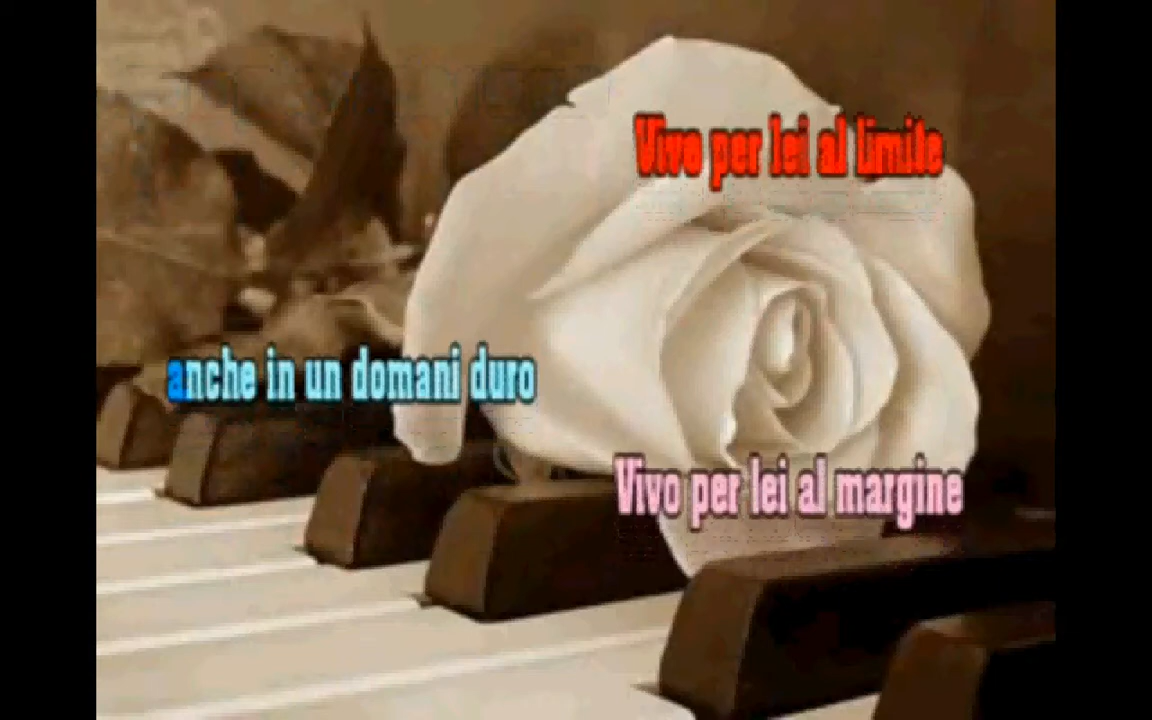 Vivo per lei al limite
anche in un domani duro
Vivo per lei al margine